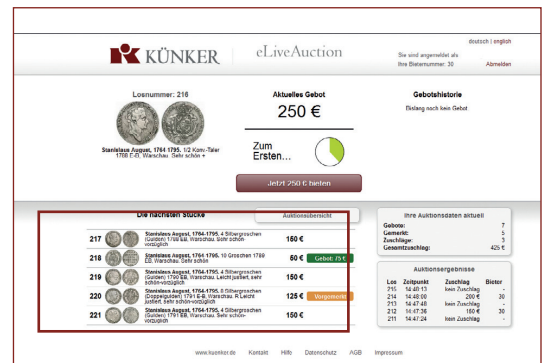 deutsch | english
KÜNKER eLiveAuction
Sie sind angemeldet als
Ihre Bieternummer: 30 Abmelden
Losnummer: 216
Stanislaus August, 1764-1795. 1/2 Konv.-Taler
1788 E-B, Warschau. Sehr schön +
Aktuelles Gebot
250 €
Zum
Ersten...
Jetzt 250 € bieten
Gebotshistorie
Bislang noch kein Gebot
Die nächsten Stücke
Auktionsübersicht
217 Stanislaus August, 1764-1795. 4 Silbergroschen
(Gulden) 1788 EB, Warschau. Sehr schön-
vorzüglich
150 €
218 Stanislaus August, 1764-1795. 10 Groschen 1789
EB, Warschau. Sehr schön
50 € Gebot: 75 €
219 Stanislaus August, 1764-1795. 4 Silbergroschen
(Gulden) 1790 EB, Warschau. Leicht justiert, sehr
schön-vorzüglich
150 €
220 Stanislaus August, 1764-1795. 8 Silbergroschen
(Doppelgulden) 1791 E-B, Warschau. R Leicht
justiert, sehr schön-vorzüglich
125 € Vorgemerkt
221 Stanislaus August, 1764-1795. 4 Silbergroschen
(Gulden) 1791 EB, Warschau. Sehr schön-
vorzüglich
150 €
Ihre Auktionsdaten aktuell
Gebote: 7
Gemerkt: 5
Zuschläge: 3
Gesamtzuschlag: 425 €
Auktionsergebnisse
Los Zeitpunkt Zuschlag Bieter
215 14:48:13 kein Zuschlag -
214 14:48:00 200 € 30
213 14:47:48 kein Zuschlag -
212 14:47:36 150 € 30
211 14:47:24 kein Zuschlag -
www.kuenker.de Kontakt Hilfe Datenschutz AGB Impressum